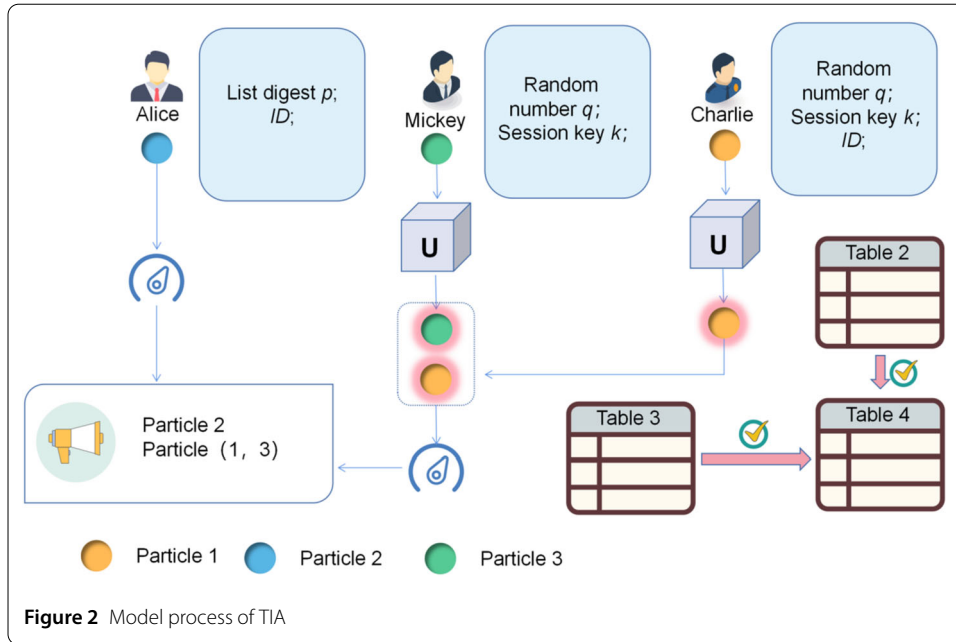 Alice
List digest p;
ID;
Mickey
Random
number q;
Session key k;
Charlie
Random
number q;
Session key k;
ID;
U
U
Table 2
Table 3
Table 4
Particle 2
Particle (1, 3)
Particle 1
Particle 2
Particle 3
Figure 2 Model process of TIA